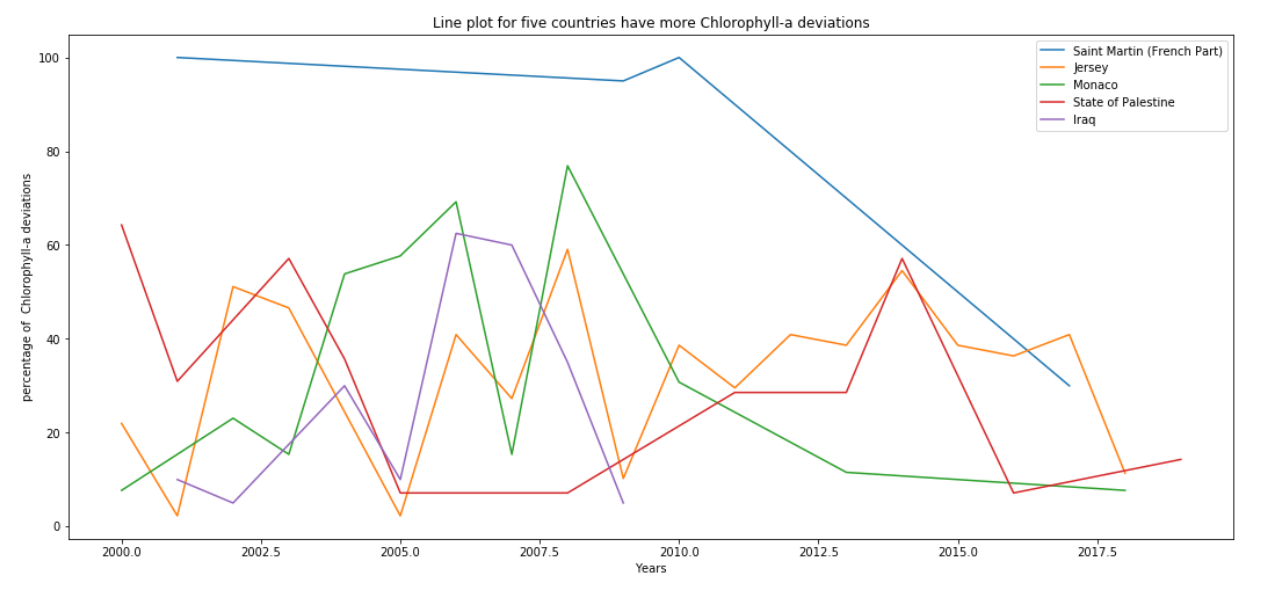 Line plot for five countries have more Chlorophyll-a deviations
Saint Martin (French Part)
Jersey
Monaco
State of Palestine
Iraq
percentage of  Chlorophyll-a deviations
100
80
60
40
20
0
2000.0 2002.5 2005.0 2007.5 2010.0 2012.5 2015.0 2017.5
Years